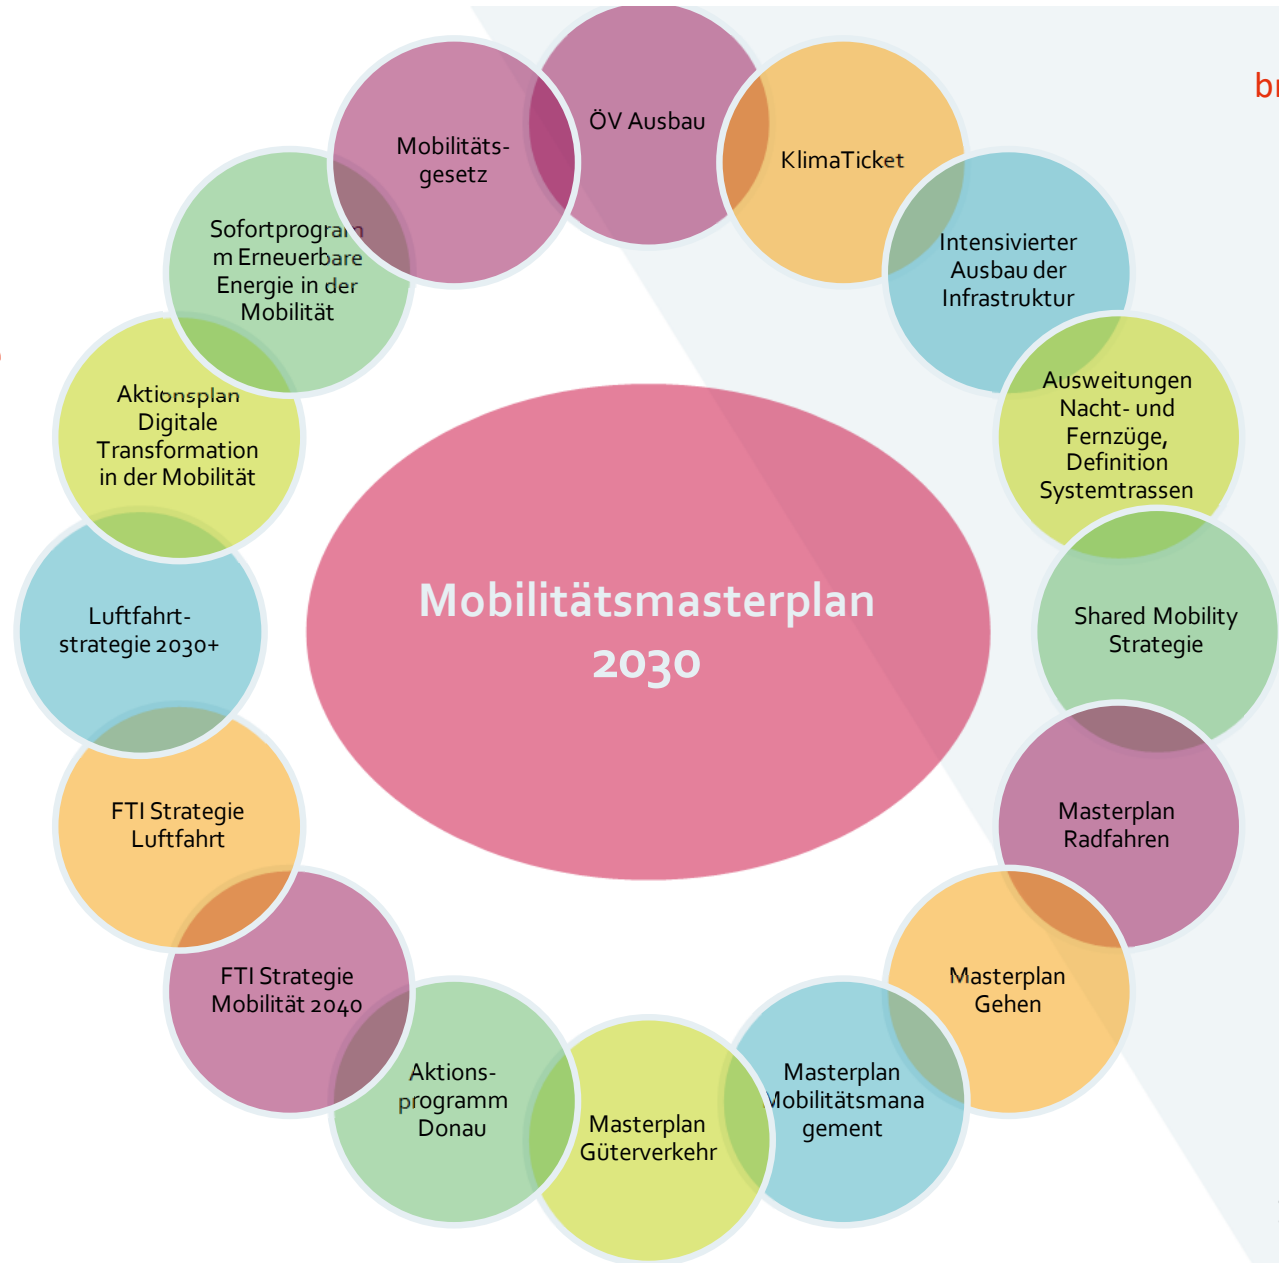 ÖV Ausbau
KlimaTicket
Intensivierter
Ausbau der
Infrastruktur
Ausweitungen
Nacht- und
Fernzüge,
Definition
Systemtrassen
Shared Mobility
Strategie
Masterplan
Radfahren
Masterplan
Gehen
Masterplan
Mobilitätsmana
gement
Masterplan
Güterverkehr
Aktions-
programm
Donau
FTI Strategie
Mobilität 2040
FTI Strategie
Luftfahrt
Luftfahrt-
strategie 2030+
Aktionsplan
Digitale
Transformation
in der Mobilität
Sofortprogram
m Erneuerbare
Energie in der
Mobilität
Mobilitäts-
gesetz
Mobilitätsmasterplan
2030